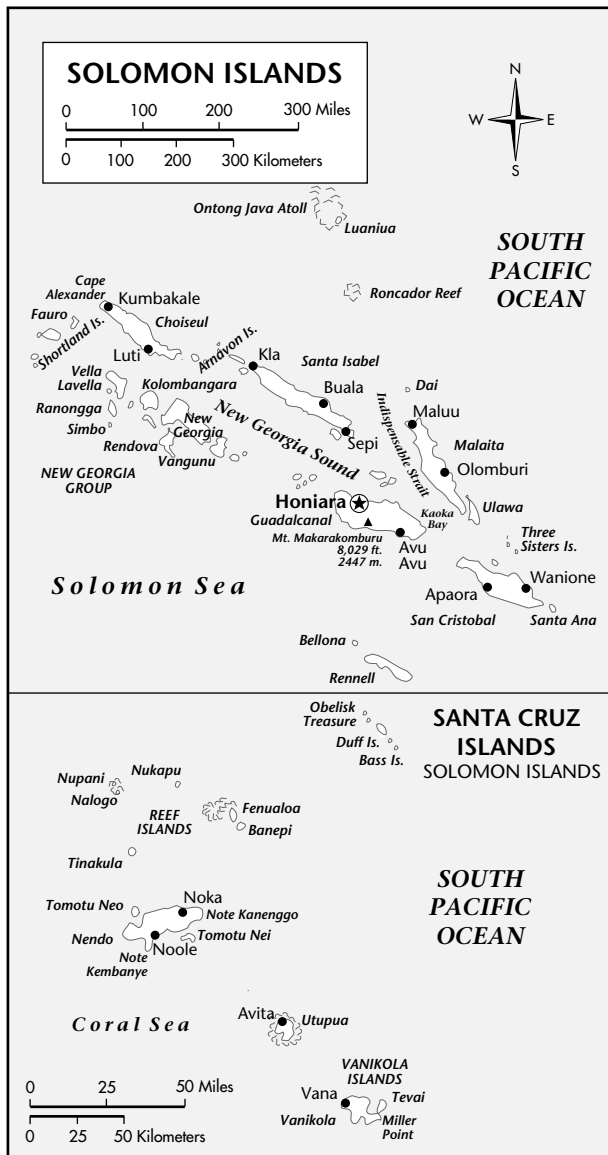 SOLOMON ISLANDS
0 100 200 300 Miles
0 100 200 300 Kilometers
N
W E
S
Ontong Java Atoll
Luaniua
SOUTH
PACIFIC
OCEAN
Roncador Reef
Cape
Alexander
Kumbakale
Fauro
Shortland Is.
Choiseul
Luti
Arnavon Is.
Kla
Santa Isabel
Vella
Lavella
Kolombangara
Buala
Dai
Ranongga
New
Georgia
New Georgia Sound
Indispensable Strait
Maluu
Simbo
Rendova
Sepi
Malaita
Vangunu
NEW GEORGIA
GROUP
Olomburi
Honiara
Guadalcanal
Kaoka
Bay
Ulawa
Mt. Makarakomburu
8,029 ft.
2447 m.
Avu
Avu
Three
Sisters Is.
Solomon Sea
Apaora
Wanione
San Cristobal
Santa Ana
Bellona
Rennell
Obelisk
Treasure
Duff Is.
Bass Is.
SANTA CRUZ
ISLANDS
SOLOMON ISLANDS
Nupani
Nukapu
Nalogo
REEF
ISLANDS
Fenualoa
Banepi
Tinakula
SOUTH
PACIFIC
OCEAN
Tomotu Neo
Noka
Note Kanenggo
Nendo
Noole
Tomotu Nei
Note
Kembanye
Coral Sea
Avita
Utupua
VANIKOLA
ISLANDS
Vana
Tevai
Vanikola
Miller
Point
0 25 50 Miles
0 25 50 Kilometers